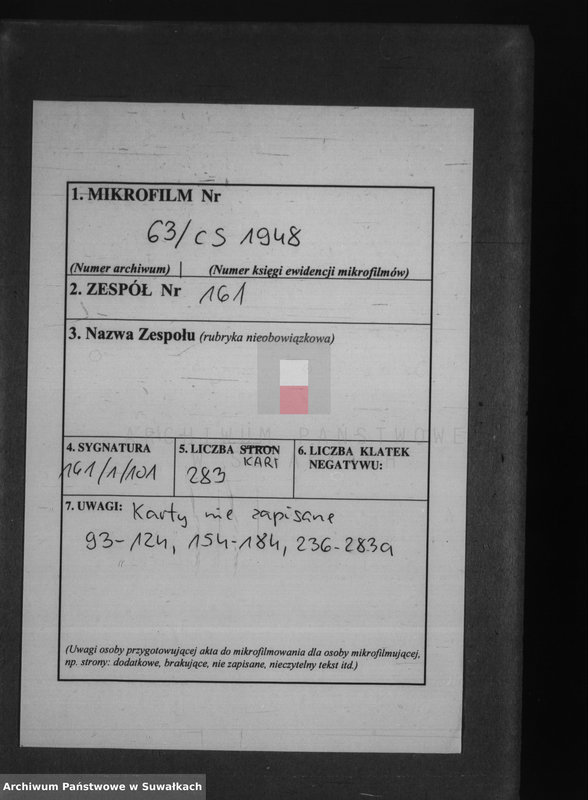 1. MIKROFILM Nr
63/CS 1948
(Numer archiwum) | (Numer księgi ewidencji mikrofilmów)
2. ZESPÓŁ Nr 161
3. Nazwa Zespołu (rubryka nieobowiązkowa)
ARCHIWUM PAŃSTWOWE
4. SYGNATURA
161/1/101
5. LICZBA STRON
KART
283
6. LICZBA KLATEK
NEGATYWU:
7. UWAGI: Karty nie zapisane
93-124, 154-184, 236-283a
(Uwagi osoby przygotowującej akta do mikrofilmowania dla osoby mikrofilmującej,
np. strony: dodatkowe, brakujące, nie zapisane, nieczytelny tekst itd.)
Archiwum Państwowe w Suwałkach